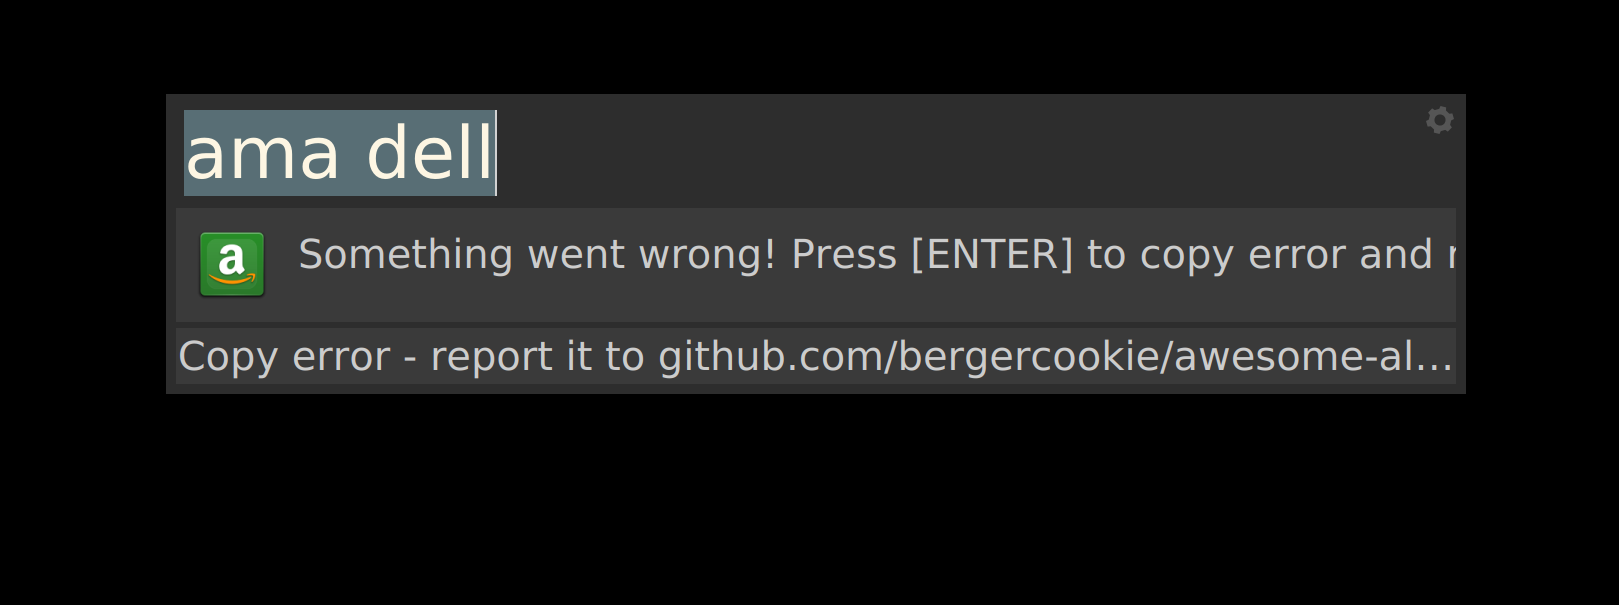 ama dell
a
Something went wrong! Press [ENTER] to copy error and
Copy error - report it to github.com/bergercookie/awesome-al...